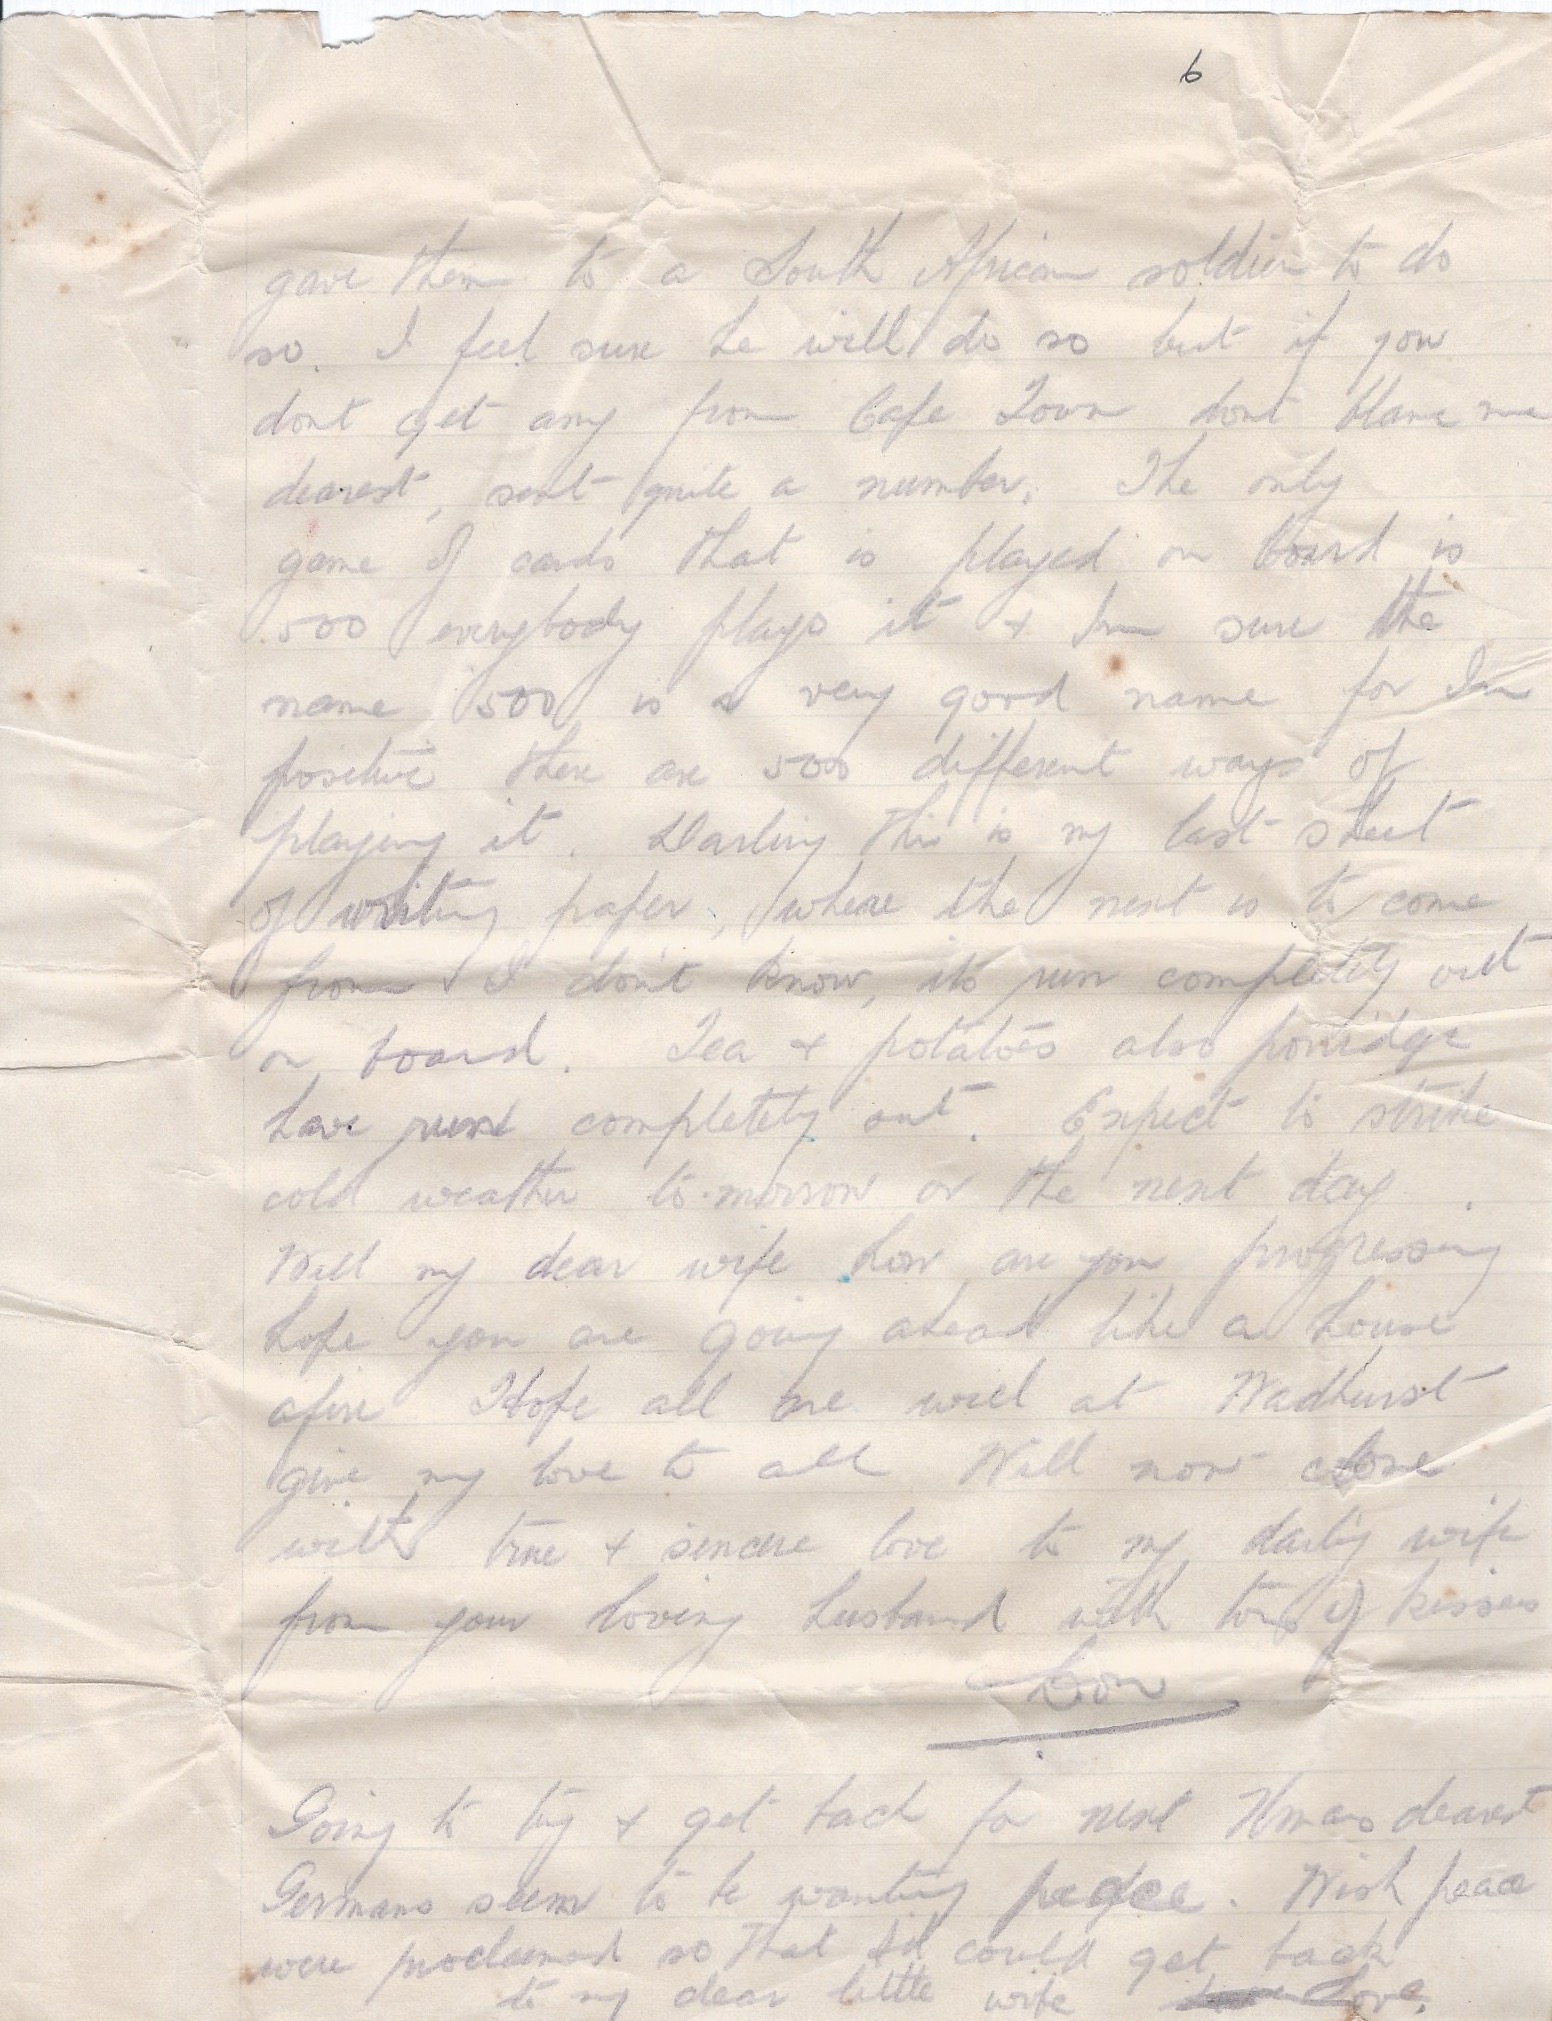 6
gave them to a South African soldier to do
so. I feel sure he will do so but if you
dont get any from Cape Town dont blame me
dearest, sent quite a number. The only
game of cards that is played on board is
500 everybody plays it + Im sure the
name 500 is a very good name for Im
positive there are 500 different ways of
playing it. Darling this is my last sheet
of writing paper, where the next is to come
from I don't know, its run completely out
on board. Tea + potatoes also porridge
have run completely out. Expect to strike
cold weather to-morrow or the next day.
Well my dear wife how are you progressing
hope you are going ahead like a house
afire Hope all are well at Wadhurst
give my love to all Will now close
with true + sincere love to my darling wife
from your loving husband with tons of kisses
Don
Going to try + get back for next Xmas dearest
Germans seem to be wanting peace. Wish peace
were proclaimed so that I could get back
to my dear little wife Love.